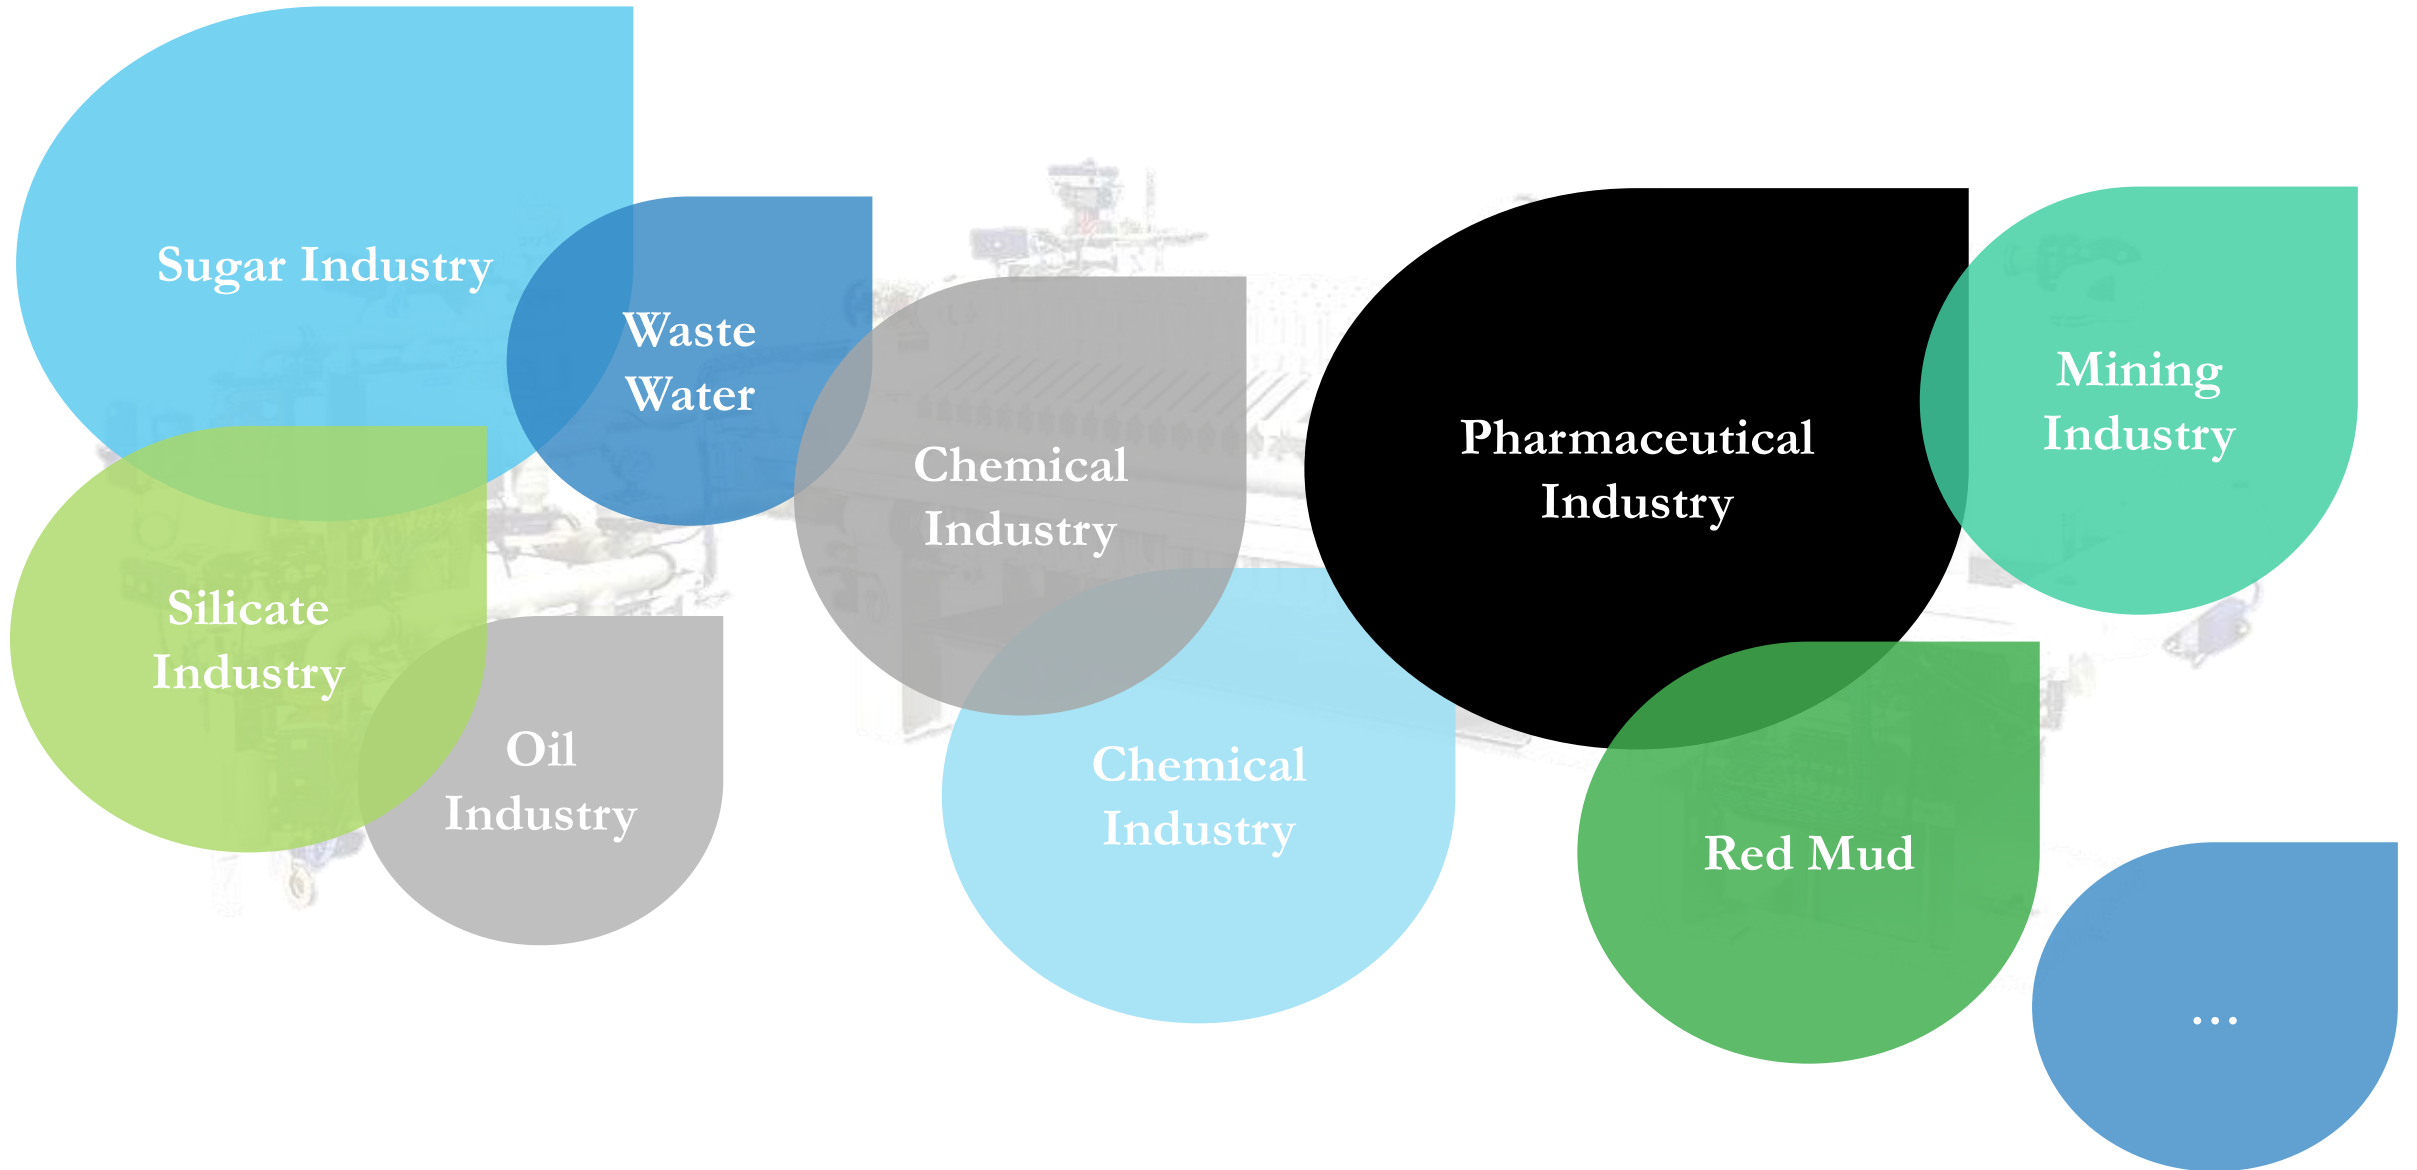 Sugar Industry
Waste
Water
Chemical
Industry
Pharmaceutical
Industry
Mining
Industry
Silicate
Industry
Oil
Industry
Chemical
Industry
Red Mud
...